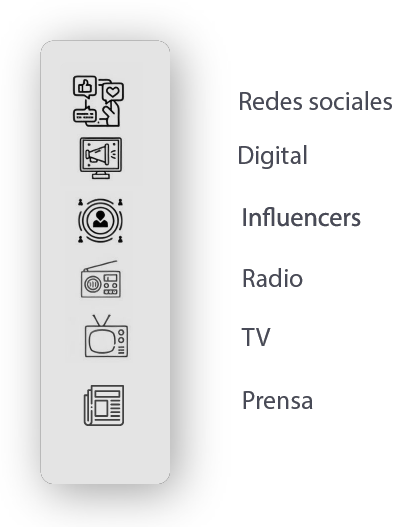 Redes sociales
Digital
Influencers
Radio
TV
Prensa